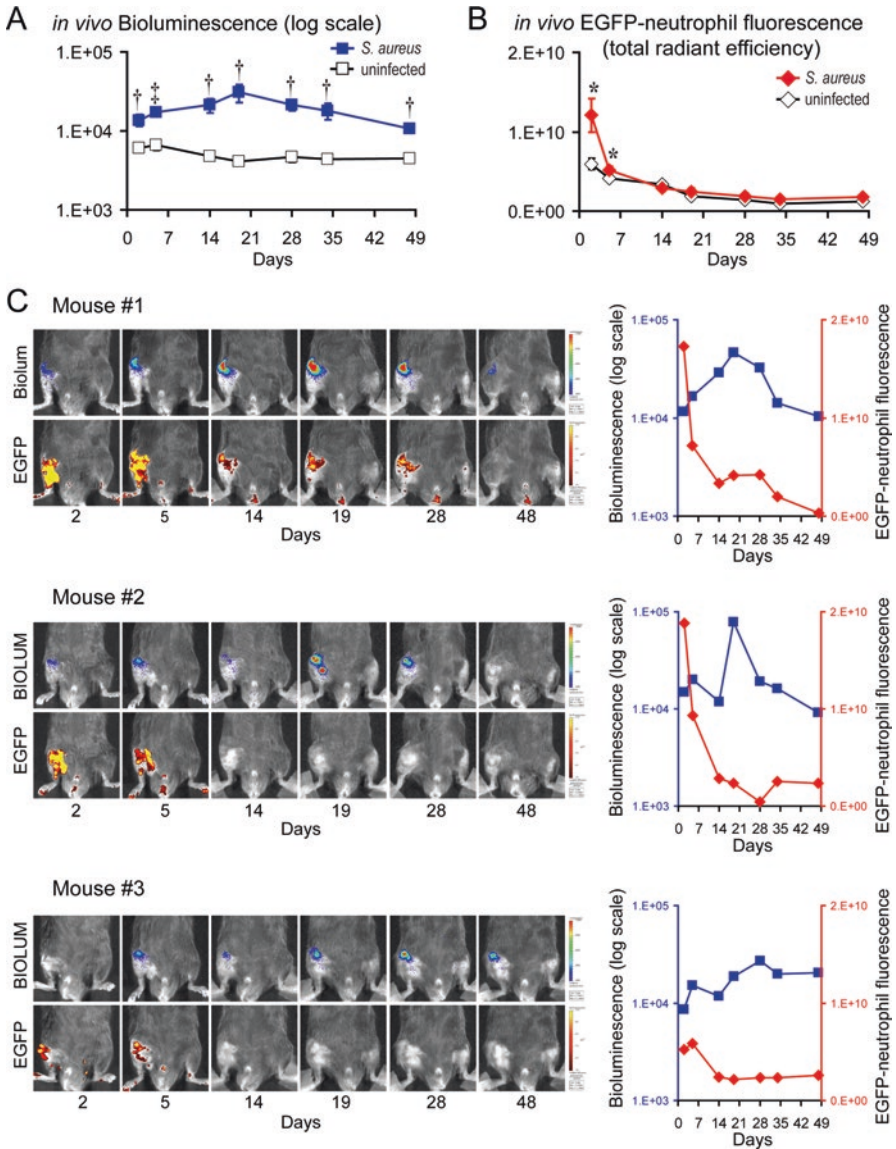 A
in vivo Bioluminescence (log scale)
S. aureus
uninfected
1.E+05
1.E+04
1.E+03
† ‡ † † † † †
0 7 14 21 28 35 42 49
Days
B
in vivo EGFP-neutrophil fluorescence
(total radiant efficiency)
S. aureus
uninfected
2.E+10
1.E+10
0.E+00
* *
0 7 14 21 28 35 42 49
Days
C
Mouse #1
Biolum
EGFP
2 5 14 19 28 48
Days
Bioluminescence (log scale)
1.E+05
1.E+04
1.E+03
2.E+10
1.E+10
0.E+00
EGFP-neutrophil fluorescence
0 7 14 21 28 35 42 49
Days
Mouse #2
BIOLUM
EGFP
2 5 14 19 28 48
Days
Bioluminescence (log scale)
1.E+05
1.E+04
1.E+03
2.E+10
1.E+10
0.E+00
EGFP-neutrophil fluorescence
0 7 14 21 28 35 42 49
Days
Mouse #3
BIOLUM
EGFP
2 5 14 19 28 48
Days
Bioluminescence (log scale)
1.E+05
1.E+04
1.E+03
2.E+10
1.E+10
0.E+00
EGFP-neutrophil fluorescence
0 7 14 21 28 35 42 49
Days